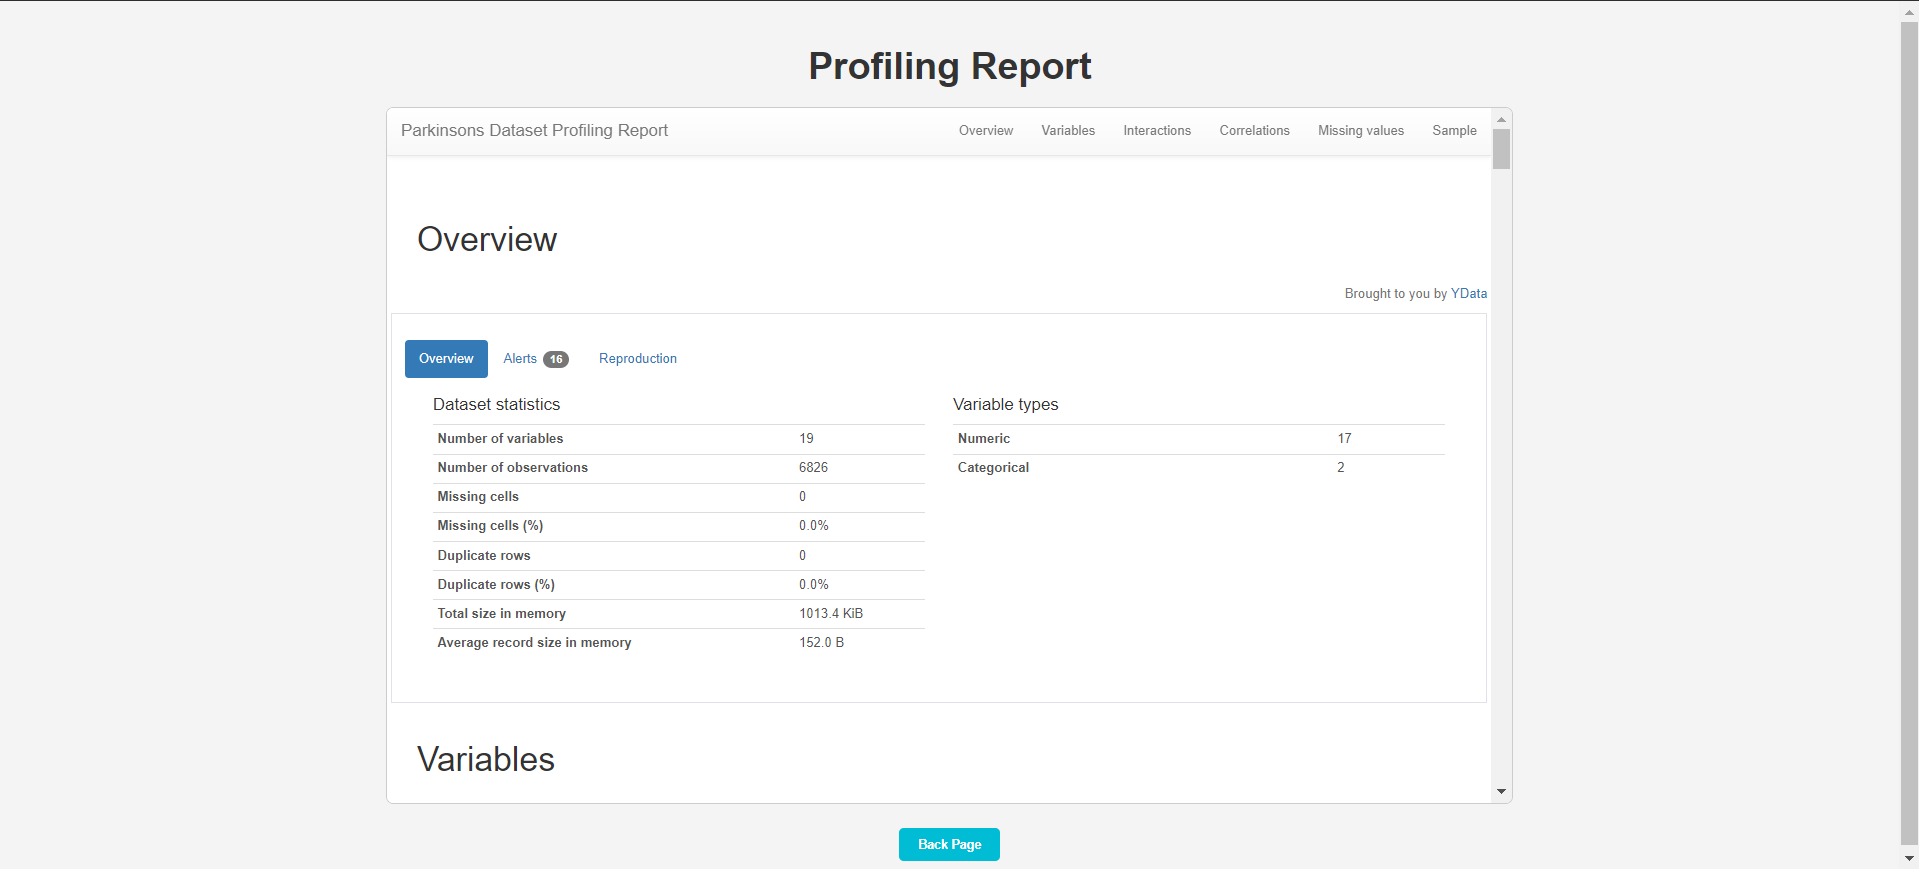 Profiling Report
Parkinsons Dataset Profiling Report Overview Variables Interactions Correlations Missing values Sample
Overview
Brought to you by YData
Overview Alerts 16 Reproduction
Dataset statistics
Number of variables 19
Number of observations 6826
Missing cells 0
Missing cells (%) 0.0%
Duplicate rows 0
Duplicate rows (%) 0.0%
Total size in memory 1013.4 KiB
Average record size in memory 152.0 B
Variable types
Numeric 17
Categorical 2
Variables
Back Page